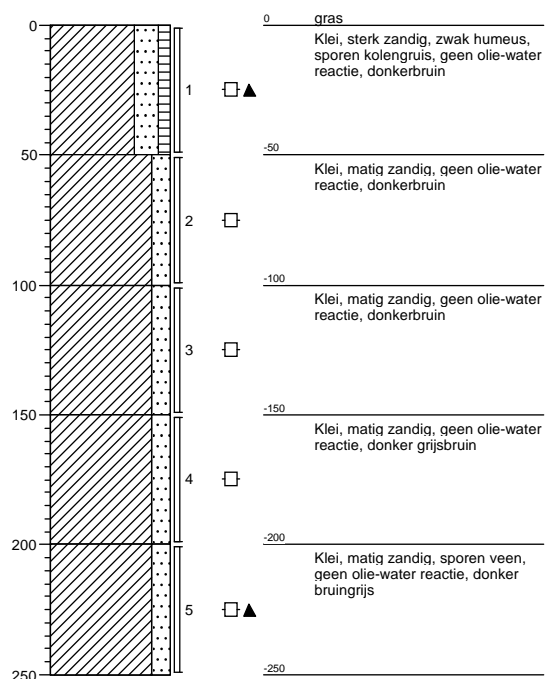 0
gras
0
Klei, sterk zandig, zwak humeus,
sporen kolengruis, geen olie-water
reactie, donkerbruin
1
50
-50
Klei, matig zandig, geen olie-water
reactie, donkerbruin
2
100
-100
Klei, matig zandig, geen olie-water
reactie, donkerbruin
3
150
-150
Klei, matig zandig, geen olie-water
reactie, donker grijsbruin
4
200
-200
Klei, matig zandig, sporen veen,
geen olie-water reactie, donker
bruingrijs
5
250
-250